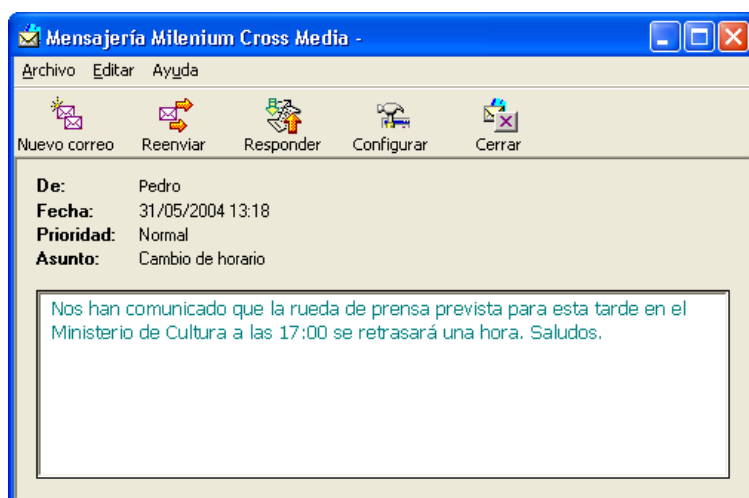 Mensajería Milenium Cross Media -
Archivo Editar Ayuda
Nuevo correo Reenviar Responder Configurar Cerrar
De: Pedro
Fecha: 31/05/2004 13:18
Prioridad: Normal
Asunto: Cambio de horario
Nos han comunicado que la rueda de prensa prevista para esta tarde en el
Ministerio de Cultura a las 17:00 se retrasará una hora. Saludos.